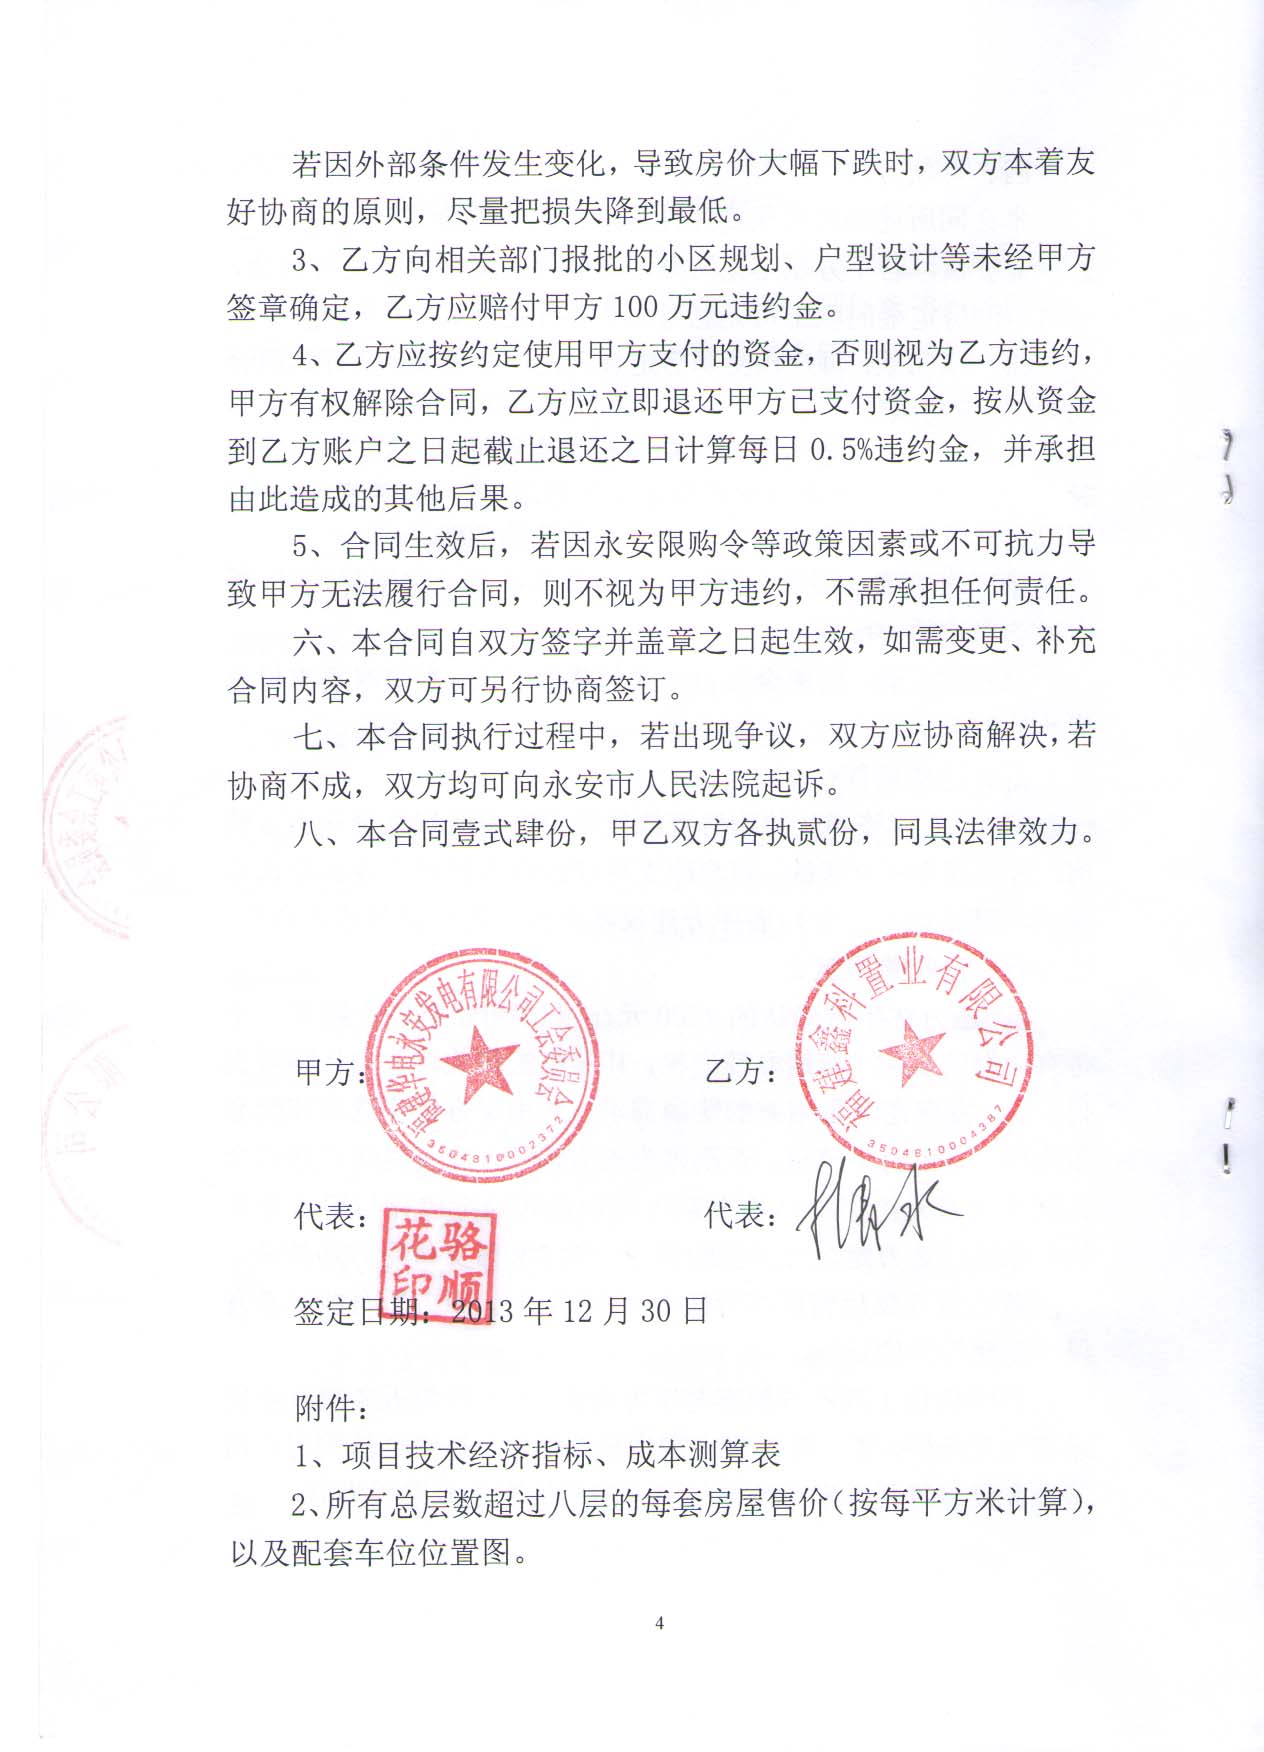 若因外部条件发生变化，导致房价大幅下跌时，双方本着友
好协商的原则，尽量把损失降到最低。
3、乙方向相关部门报批的小区规划、户型设计等未经甲方
签章确定，乙方应赔付甲方100万元违约金。
4、乙方应按约定使用甲方支付的资金，否则视为乙方违约，
甲方有权解除合同，乙方应立即退还甲方已支付资金，按从资金
到乙方账户之日起截止退还之日计算每日0.5%违约金，并承担
由此造成的其他后果。
5、合同生效后，若因永安限购令等政策因素或不可抗力导
致甲方无法履行合同，则不视为甲方违约，不需承担任何责任。
六、本合同自双方签字并盖章之日起生效，如需变更、补充
合同内容，双方可另行协商签订。
七、本合同执行过程中，若出现争议，双方应协商解决，若
协商不成，双方均可向永安市人民法院起诉。
八、本合同壹式肆份，甲乙双方各执贰份，同具法律效力。
甲方：
福建华电永安发电有限公司工会委员会
3504810002372
乙方：
福建鑫科置业有限公司
3504810004387
代表：
骆顺花印
代表：
签定日期：2013年12月30日
附件：
1、项目技术经济指标、成本测算表
2、所有总层数超过八层的每套房屋售价（按每平方米计算），
以及配套车位位置图。
4